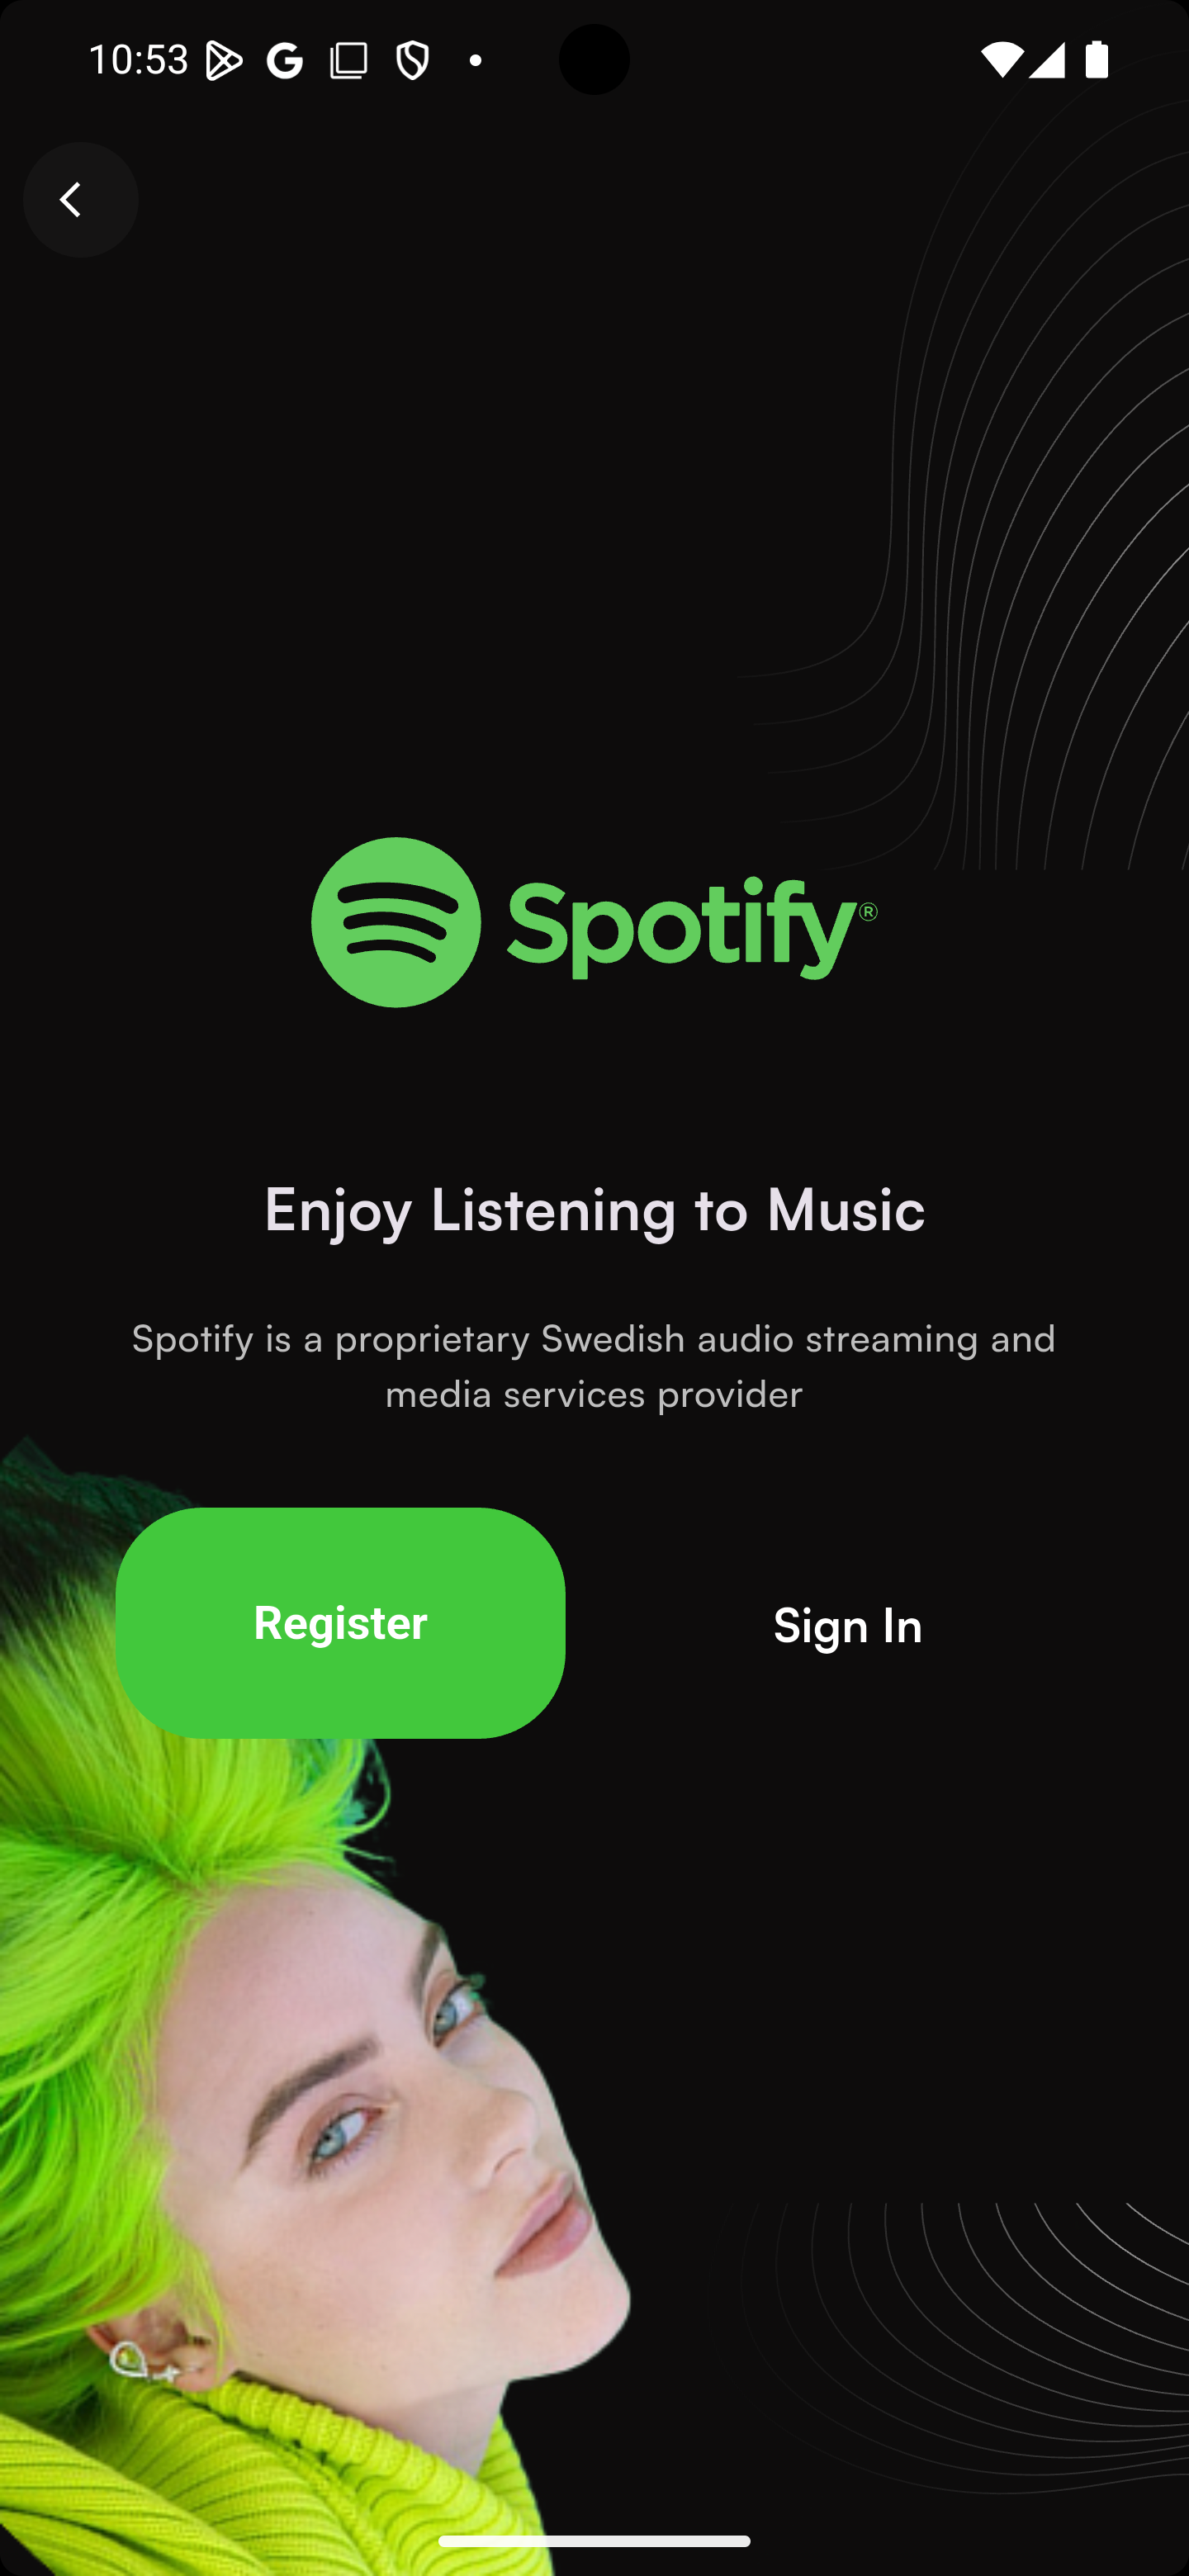 10:53
Spotify®
Enjoy Listening to Music
Spotify is a proprietary Swedish audio streaming and
media services provider
Register
Sign In